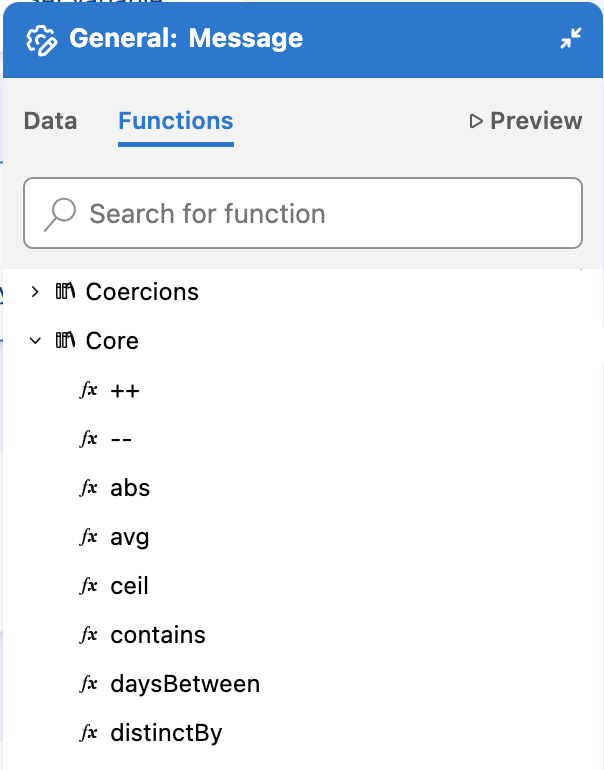 General: Message
Data Functions Preview
Search for function
Coercions
Core
fx ++
fx --
fx abs
fx avg
fx ceil
fx contains
fx daysBetween
fx distinctBy